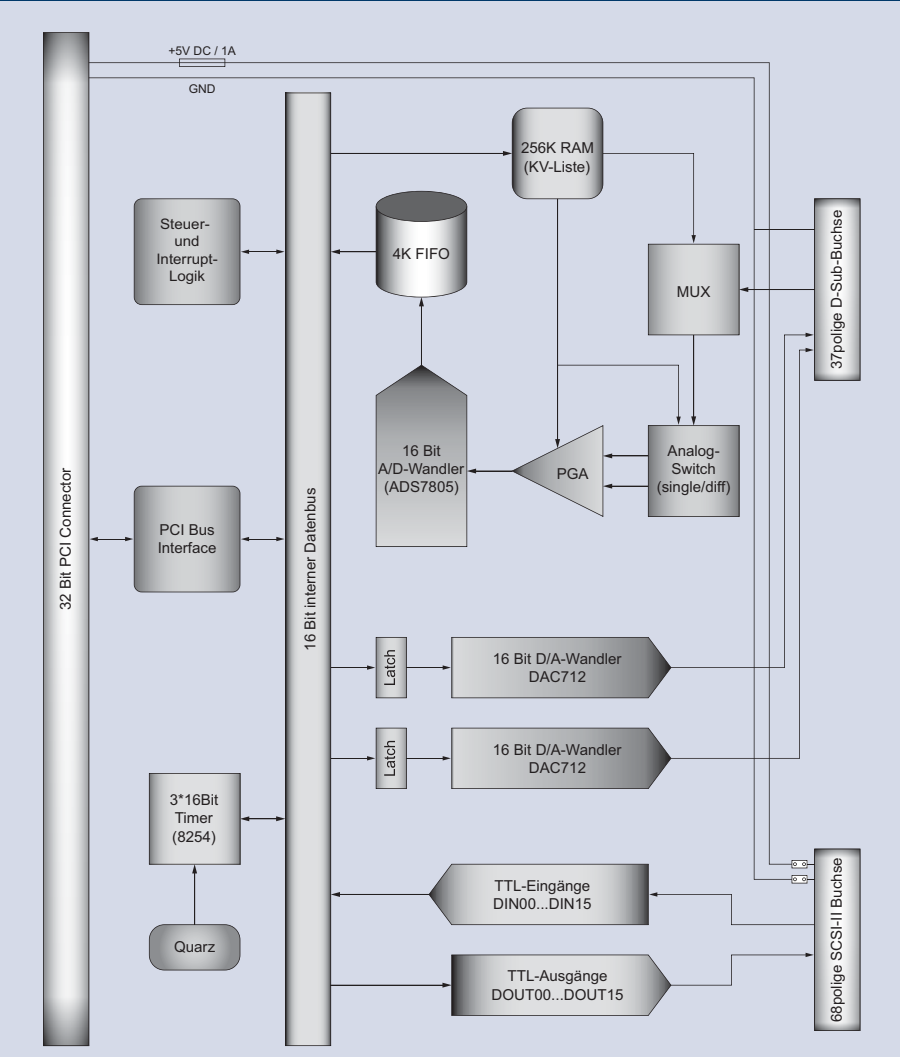 +5V DC / 1A
GND
256K RAM
(KV-Liste)
Steuer-
und
Interrupt-
Logik
4K FIFO
MUX
37polige D-Sub-Buchse
16 Bit
A/D-Wandler
(ADS7805)
PGA
Analog-
Switch
(single/diff)
32 Bit PCI Connector
PCI Bus
Interface
16 Bit interner Datenbus
Latch
16 Bit D/A-Wandler
DAC712
Latch
16 Bit D/A-Wandler
DAC712
3*16Bit
Timer
(8254)
TTL-Eingänge
DIN00...DIN15
68polige SCSI-II Buchse
Quarz
TTL-Ausgänge
DOUT00...DOUT15